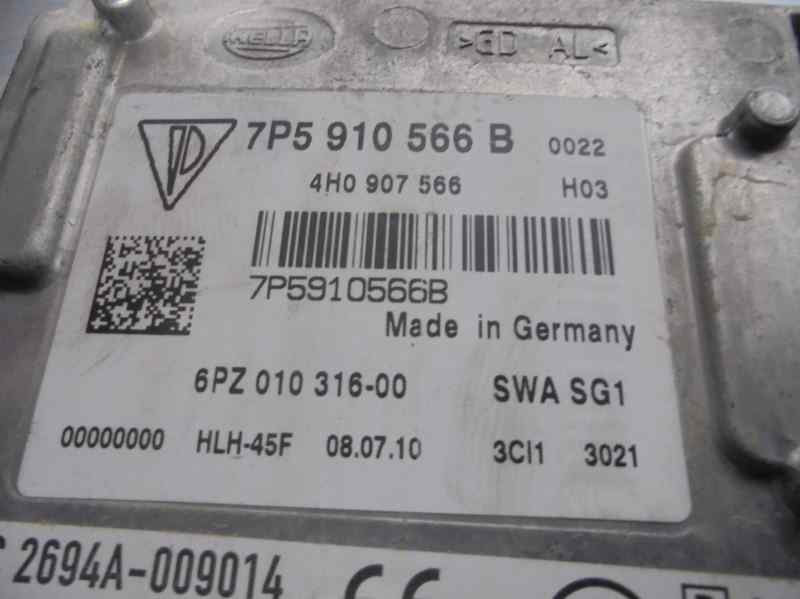 HELLA
>GD AL<
7P5 910 566 B 0022
4H0 907 566 H03
7P5910566B
Made in Germany
6PZ 010 316-00 SWA SG1
00000000 HLH-45F 08.07.10 3CI1 3021
C 2694A-009014 CE